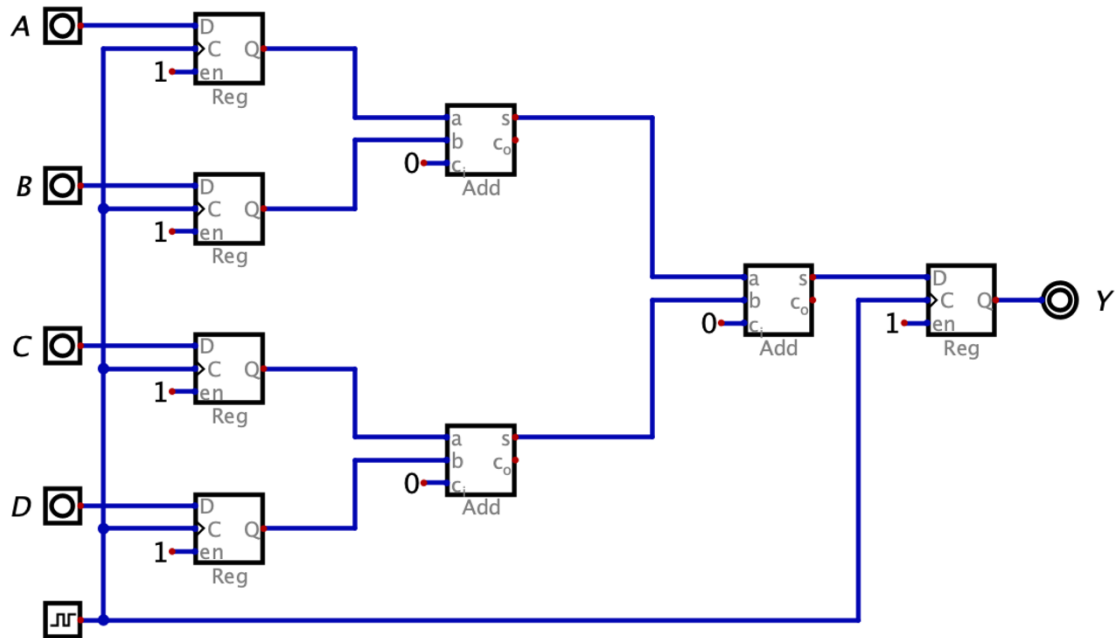 A
D
C Q
1 en
Reg
a s
b cₒ
0 cᵢ
Add
B
D
C Q
1 en
Reg
a s
b cₒ
0 cᵢ
Add
D
C Q
1 en
Reg
Y
C
D
C Q
1 en
Reg
a s
b cₒ
0 cᵢ
Add
D
D
C Q
1 en
Reg